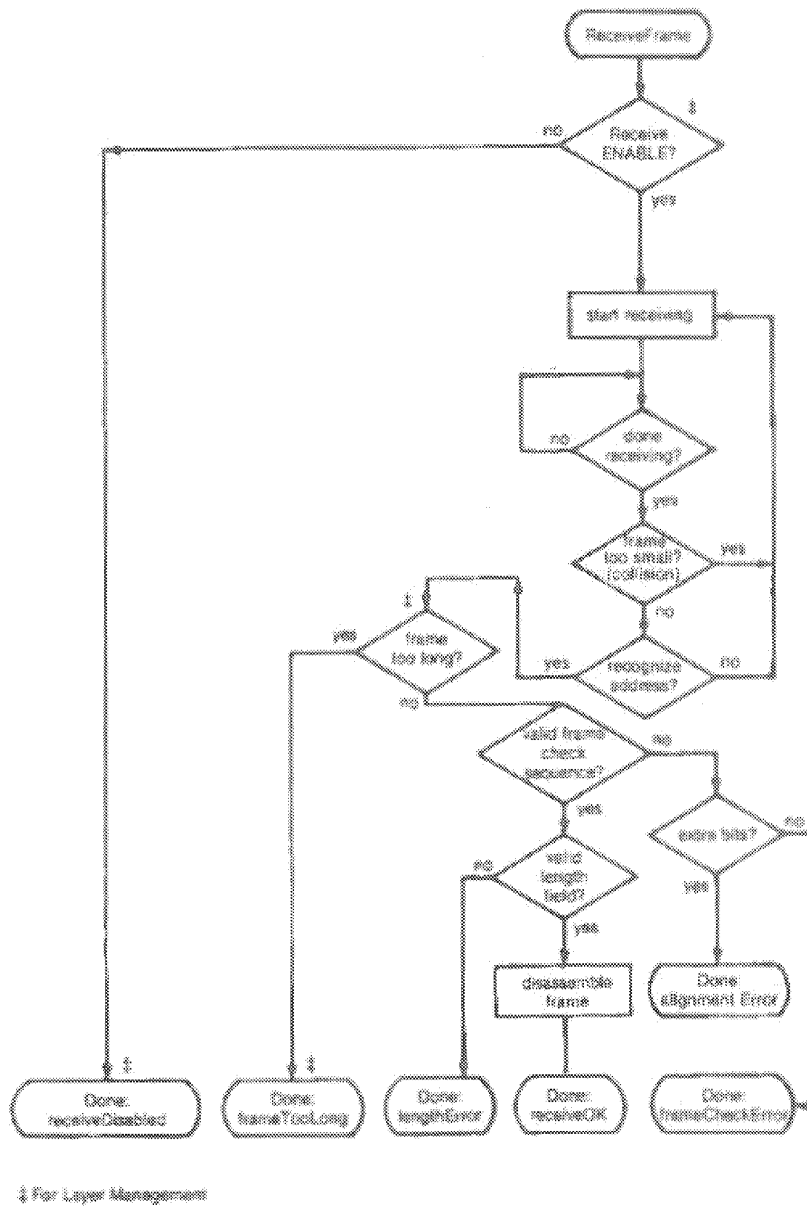 ReceiveFrame
‡
no
Receive
ENABLE?
yes
start receiving
no
done
receiving?
yes
frame
too small?
(collision)
yes
no
‡
yes
frame
too long?
yes
recognize
address?
no
no
valid frame
check
sequence?
no
yes
extra bits?
no
no
valid
length
field?
yes
yes
disassemble
frame
Done:
alignment Error
‡
‡
Done:
receiveDisabled
Done:
frameTooLong
Done:
lengthError
Done:
receiveOK
Done:
frameCheckError
‡ For Layer Management